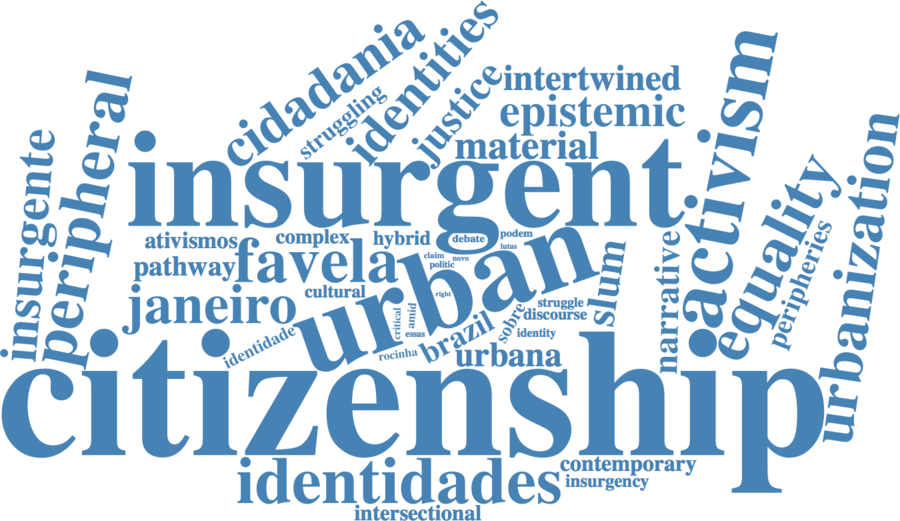 cidadania
struggling
identities
justice
intertwined
epistemic
material
activism
insurgente
peripheral
insurgent
equality
urbanization
peripheries
ativismos
complex
hybrid
debate
podem
lutas
pathway
favela
claim
novo
politic
urban
slum
narrative
cultural
right
janeiro
critical
amid
essas
struggle
discourse
sobre
identity
identidade
rocinha
brazil
urbana
citizenship
identidades
contemporary
insurgency
intersectional